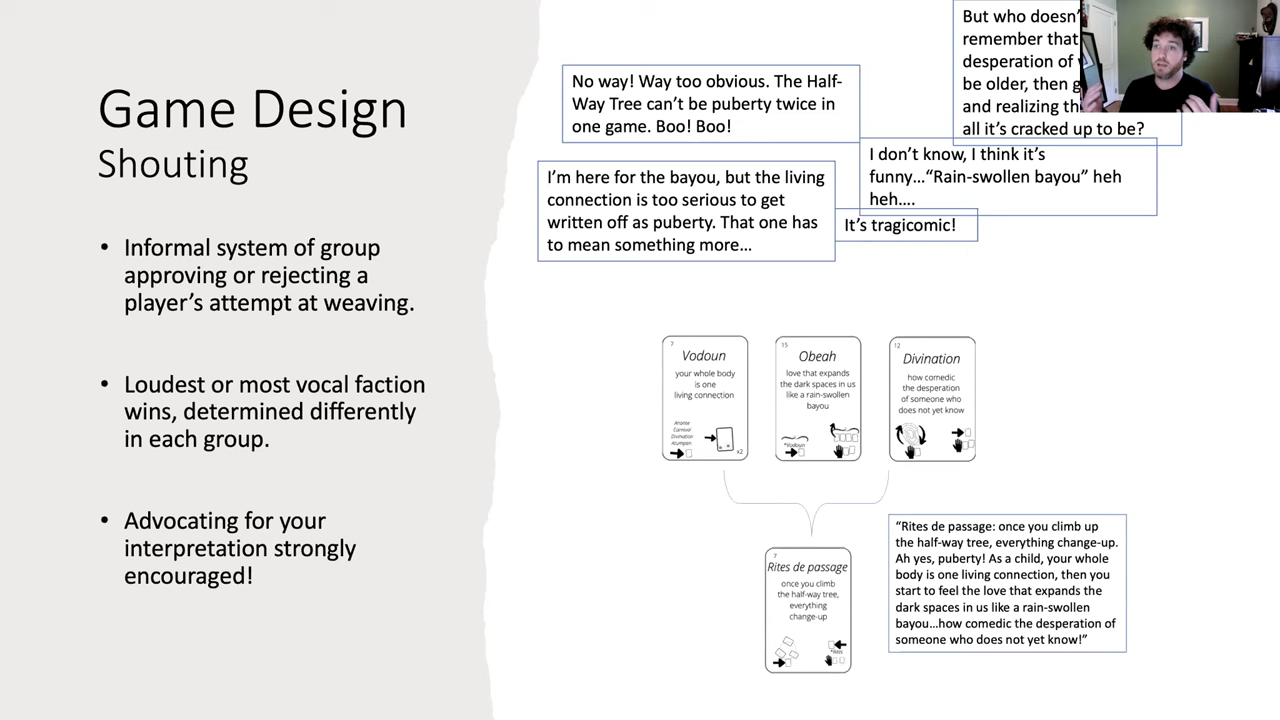 Game Design
Shouting
• Informal system of group
approving or rejecting a
player’s attempt at weaving.
• Loudest or most vocal faction
wins, determined differently
in each group.
• Advocating for your
interpretation strongly
encouraged!
No way! Way too obvious. The Half-
Way Tree can’t be puberty twice in
one game. Boo! Boo!
But who doesn’
remember that
desperation of
be older, then
and realizing
all it’s cracked up to be?
I don’t know, I think it’s
funny…“Rain-swollen bayou” heh
heh….
I’m here for the bayou, but the living
connection is too serious to get
written off as puberty. That one has
to mean something more…
It’s tragicomic!
7
Vodoun
your whole body
is one
living connection
Ananse
Carnival
Divination
Atumpan
x2
15
Obeah
love that expands
the dark spaces in us
like a rain-swollen
bayou
*Vodoun
12
Divination
how comedic
the desperation
of someone who
does not yet know
7
Rites de passage
once you climb
the half-way tree,
everything
change-up
“Rites de passage: once you climb up
the half-way tree, everything change-up.
Ah yes, puberty! As a child, your whole
body is one living connection, then you
start to feel the love that expands the
dark spaces in us like a rain-swollen
bayou…how comedic the desperation of
someone who does not yet know!”